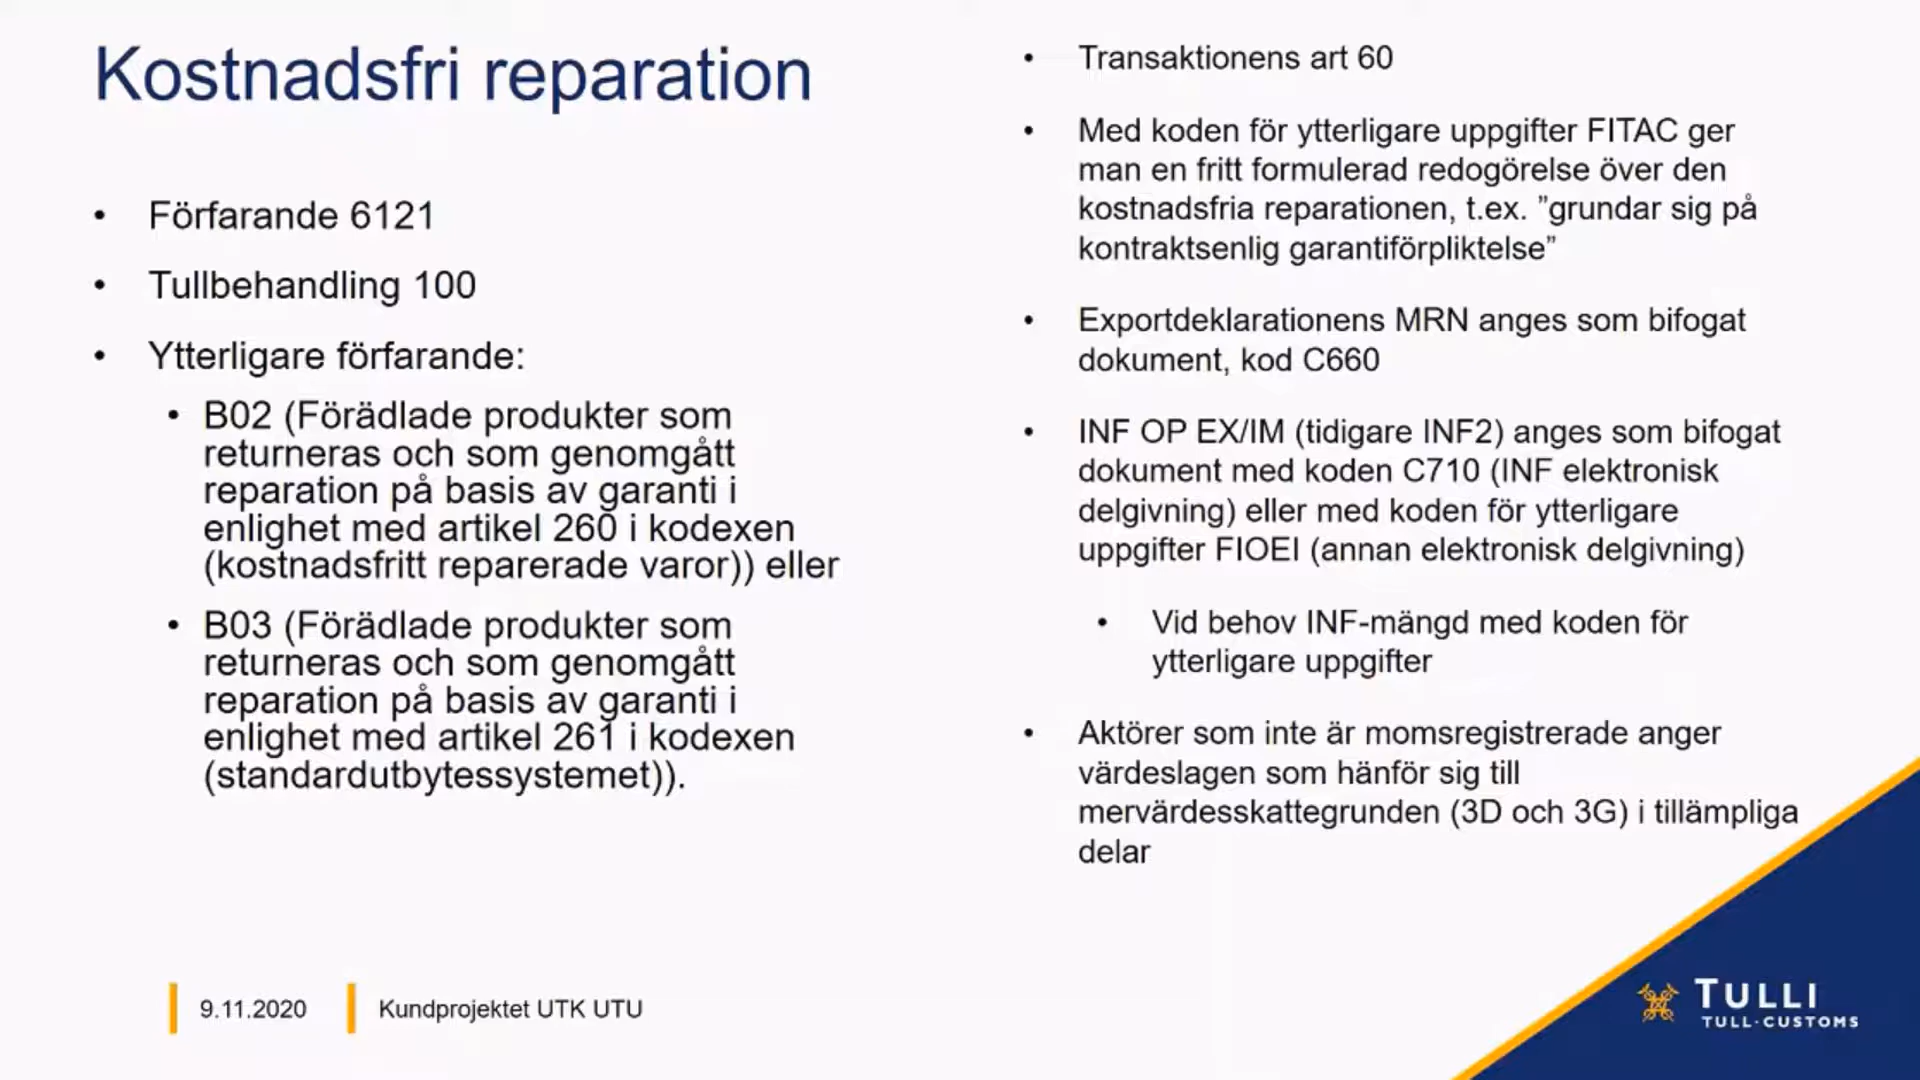 Kostnadsfri reparation
• Förfarande 6121
• Tullbehandling 100
• Ytterligare förfarande:
• B02 (Förädlade produkter som
returneras och som genomgått
reparation på basis av garanti i
enlighet med artikel 260 i kodexen
(kostnadsfritt reparerade varor)) eller
• B03 (Förädlade produkter som
returneras och som genomgått
reparation på basis av garanti i
enlighet med artikel 261 i kodexen
(standardutbytessystemet)).
• Transaktionens art 60
• Med koden för ytterligare uppgifter FITAC ger
man en fritt formulerad redogörelse över den
kostnadsfria reparationen, t.ex. ”grundar sig på
kontraktsenlig garantiförpliktelse”
• Exportdeklarationens MRN anges som bifogat
dokument, kod C660
• INF OP EX/IM (tidigare INF2) anges som bifogat
dokument med koden C710 (INF elektronisk
delgivning) eller med koden för ytterligare
uppgifter FIOEI (annan elektronisk delgivning)
• Vid behov INF-mängd med koden för
ytterligare uppgifter
• Aktörer som inte är momsregistrerade anger
värdeslagen som hänför sig till
mervärdesskattegrunden (3D och 3G) i tillämpliga
delar
9.11.2020
Kundprojektet UTK UTU
TULLI
TULL·CUSTOMS